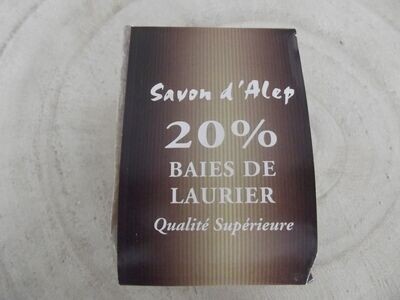 Savon d'Alep
20%
BAIES DE
LAURIER
Qualité Supérieure